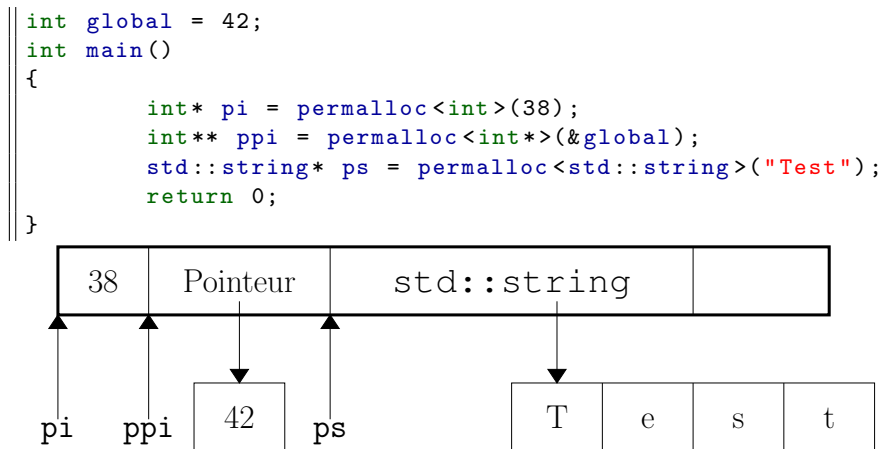 int global = 42;
int main()
{
int* pi = permalloc<int>(38);
int** ppi = permalloc<int*>(&global);
std::string* ps = permalloc<std::string>("Test");
return 0;
}
38 Pointeur std::string
pi ppi 42 ps T e s t